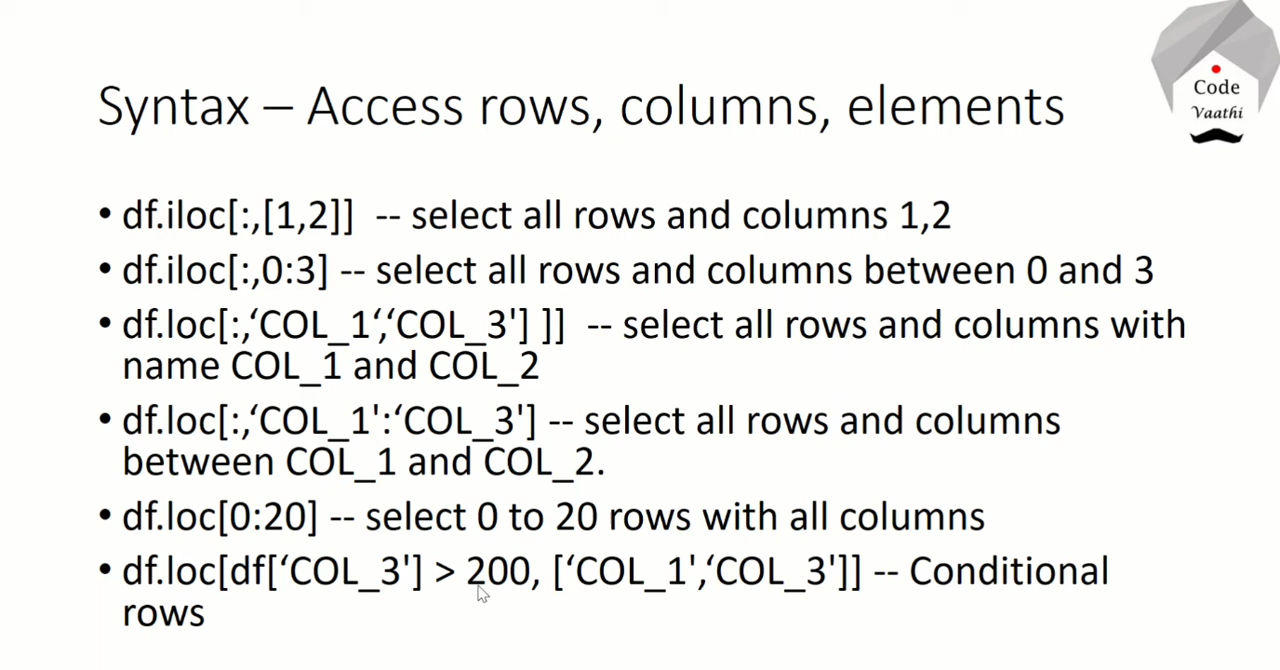 Code
Vaathi
Syntax – Access rows, columns, elements
• df.iloc[:,[1,2]] -- select all rows and columns 1,2
• df.iloc[:,0:3] -- select all rows and columns between 0 and 3
• df.loc[:,‘COL_1‘,‘COL_3'] ]] -- select all rows and columns with
name COL_1 and COL_2
• df.loc[:,‘COL_1':‘COL_3'] -- select all rows and columns
between COL_1 and COL_2.
• df.loc[0:20] -- select 0 to 20 rows with all columns
• df.loc[df[‘COL_3'] > 200, [‘COL_1',‘COL_3']] -- Conditional
rows